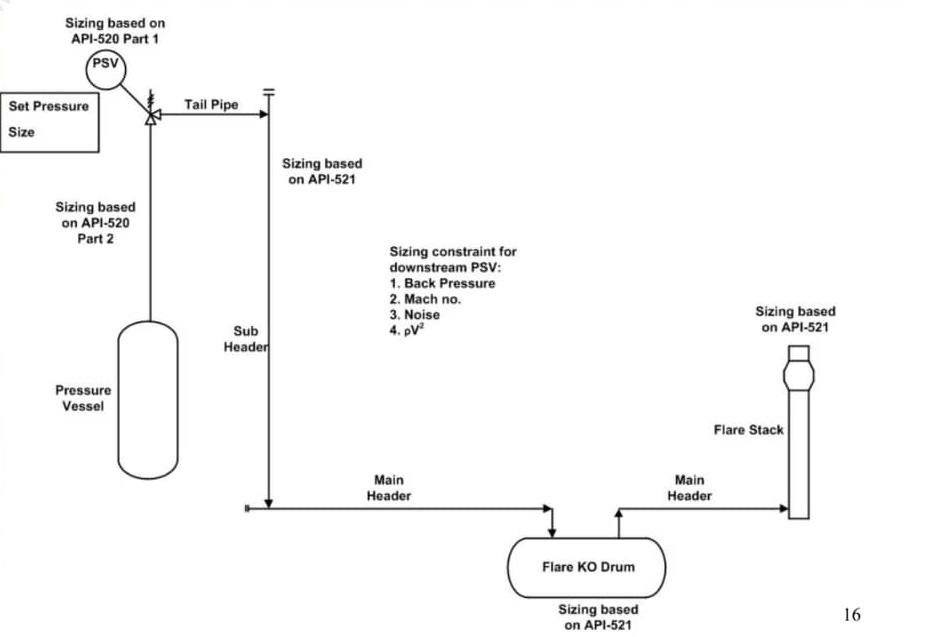 Sizing based on
API-520 Part 1
PSV
Set Pressure
Size
Tail Pipe
Sizing based
on API-521
Sizing based
on API-520
Part 2
Sizing constraint for
downstream PSV:
1. Back Pressure
2. Mach no.
3. Noise
4. ρV²
Sub
Header
Pressure
Vessel
Sizing based
on API-521
Flare Stack
Main
Header
Main
Header
Flare KO Drum
Sizing based
on API-521
16